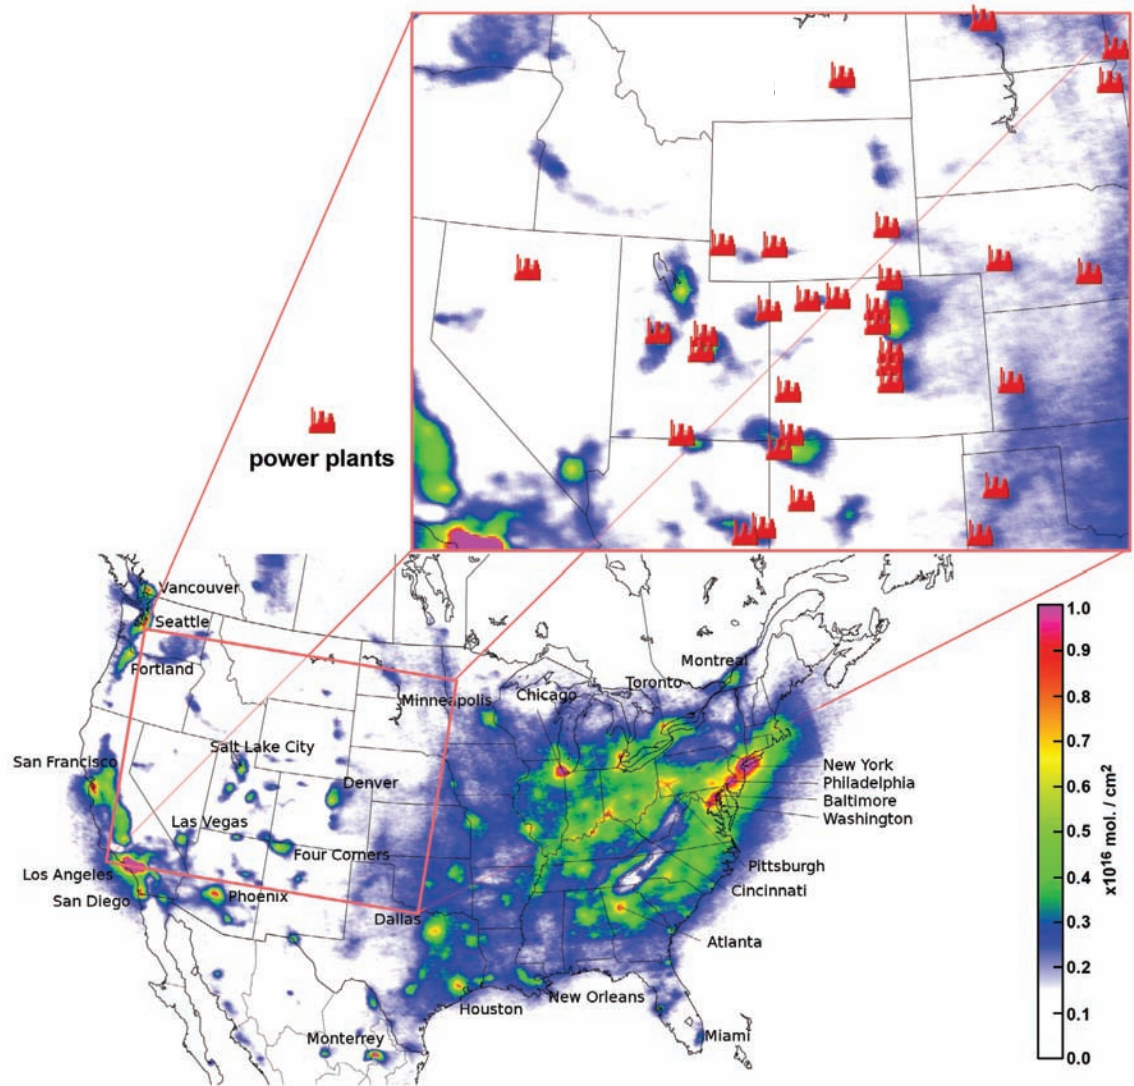 power plants
Vancouver
Seattle
Portland
Montreal
Toronto
Chicago
Minneapolis
Salt Lake City
San Francisco
Denver
New York
Philadelphia
Baltimore
Washington
Las Vegas
Four Corners
Pittsburgh
Los Angeles
Cincinnati
Phoenix
San Diego
Dallas
Atlanta
New Orleans
Houston
Monterrey
Miami
1.0
0.9
0.8
0.7
0.6
0.5
0.4
0.3
0.2
0.1
0.0
x10¹⁶ mol. / cm²